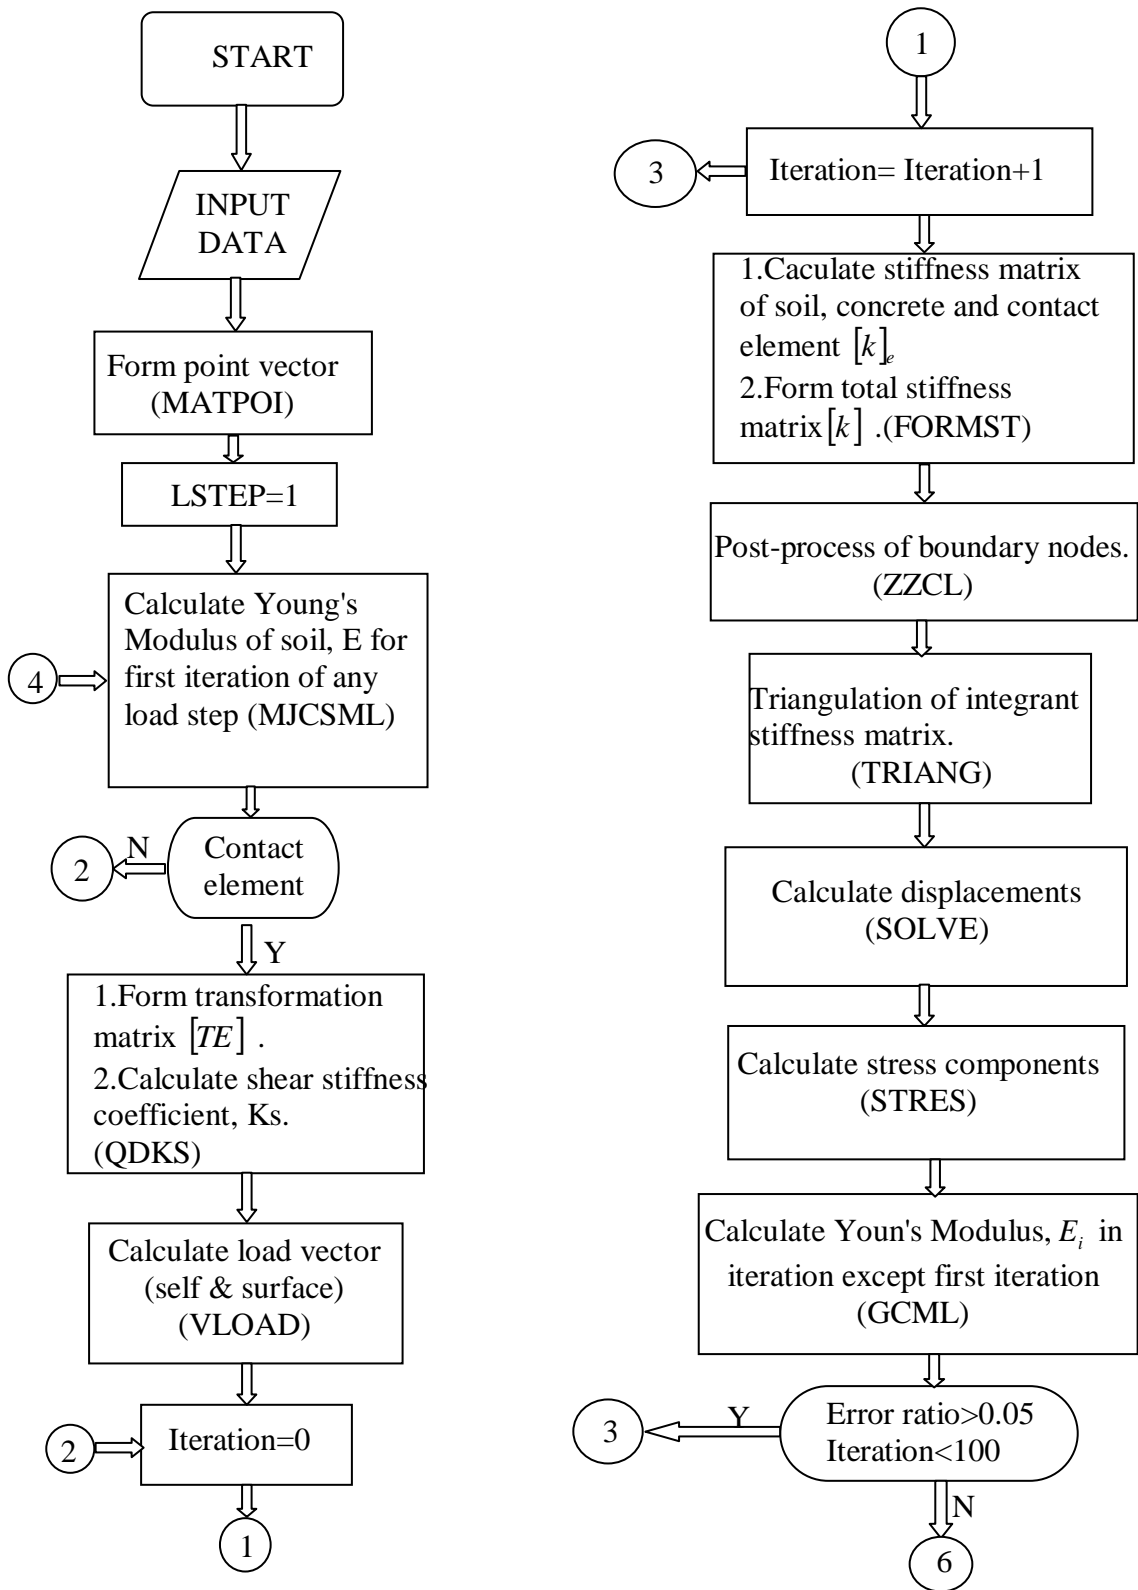 START
INPUT
DATA
Form point vector
(MATPOI)
LSTEP=1
4
Calculate Young's
Modulus of soil, E for
first iteration of any
load step (MJCSML)
2
N
Contact
element
Y
1.Form transformation
matrix [TE] .
2.Calculate shear stiffness
coefficient, Ks.
(QDKS)
Calculate load vector
(self & surface)
(VLOAD)
2
Iteration=0
1
1
3
Iteration= Iteration+1
1.Caculate stiffness matrix
of soil, concrete and contact
element [k]e
2.Form total stiffness
matrix[k] .(FORMST)
Post-process of boundary nodes.
(ZZCL)
Triangulation of integrant
stiffness matrix.
(TRIANG)
Calculate displacements
(SOLVE)
Calculate stress components
(STRES)
Calculate Youn's Modulus, Ei in
iteration except first iteration
(GCML)
3
Y
Error ratio>0.05
Iteration<100
N
6